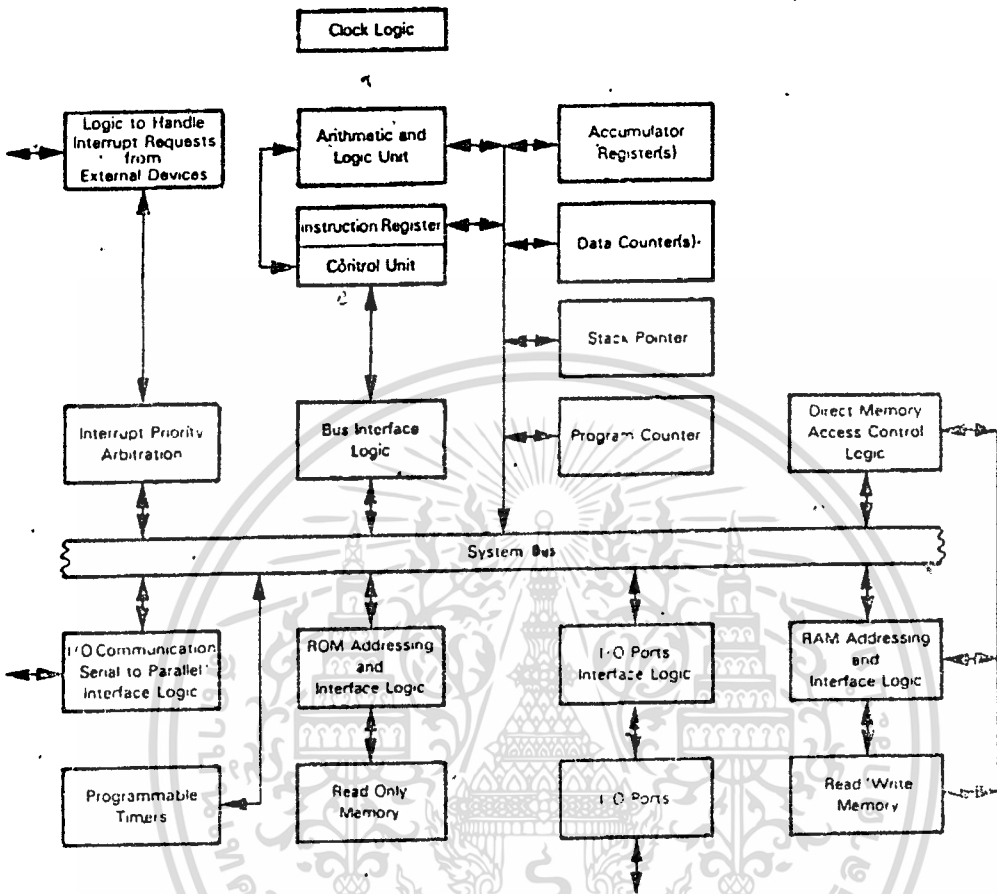 Clock Logic
Logic to Handle
Interrupt Requests
from
External Devices
Arithmatic and
Logic Unit
Accumulator
Register(s)
Instruction Register
Control Unit
Data Counter(s)
Stack Pointer
Interrupt Priority
Arbitration
Bus Interface
Logic
Program Counter
Direct Memory
Access Control
Logic
System Bus
I/O Communication
Serial to Parallel
Interface Logic
ROM Addressing
and
Interface Logic
I/O Ports
Interface Logic
RAM Addressing
and
Interface Logic
Programmable
Timers
Read Only
Memory
I/O Ports
Read/Write
Memory